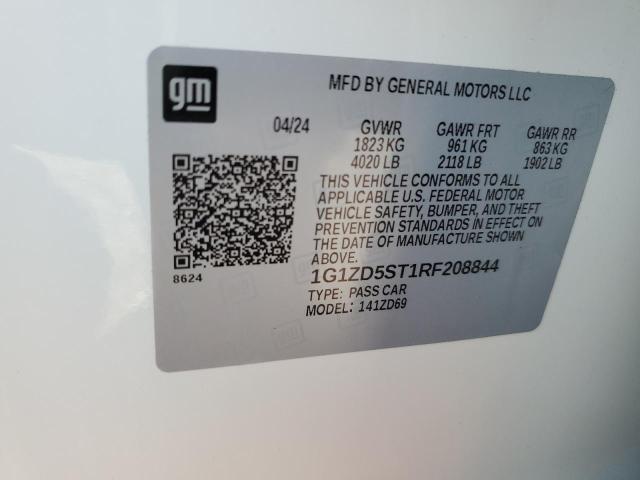 gm
MFD BY GENERAL MOTORS LLC
04/24 GVWR GAWR FRT GAWR RR
1823 KG 961 KG 863 KG
4020 LB 2118 LB 1902 LB
THIS VEHICLE CONFORMS TO ALL
APPLICABLE U.S. FEDERAL MOTOR
VEHICLE SAFETY, BUMPER, AND THEFT
PREVENTION STANDARDS IN EFFECT ON
THE DATE OF MANUFACTURE SHOWN
ABOVE.
8624
1G1ZD5ST1RF208844
TYPE: PASS CAR
MODEL: 141ZD69